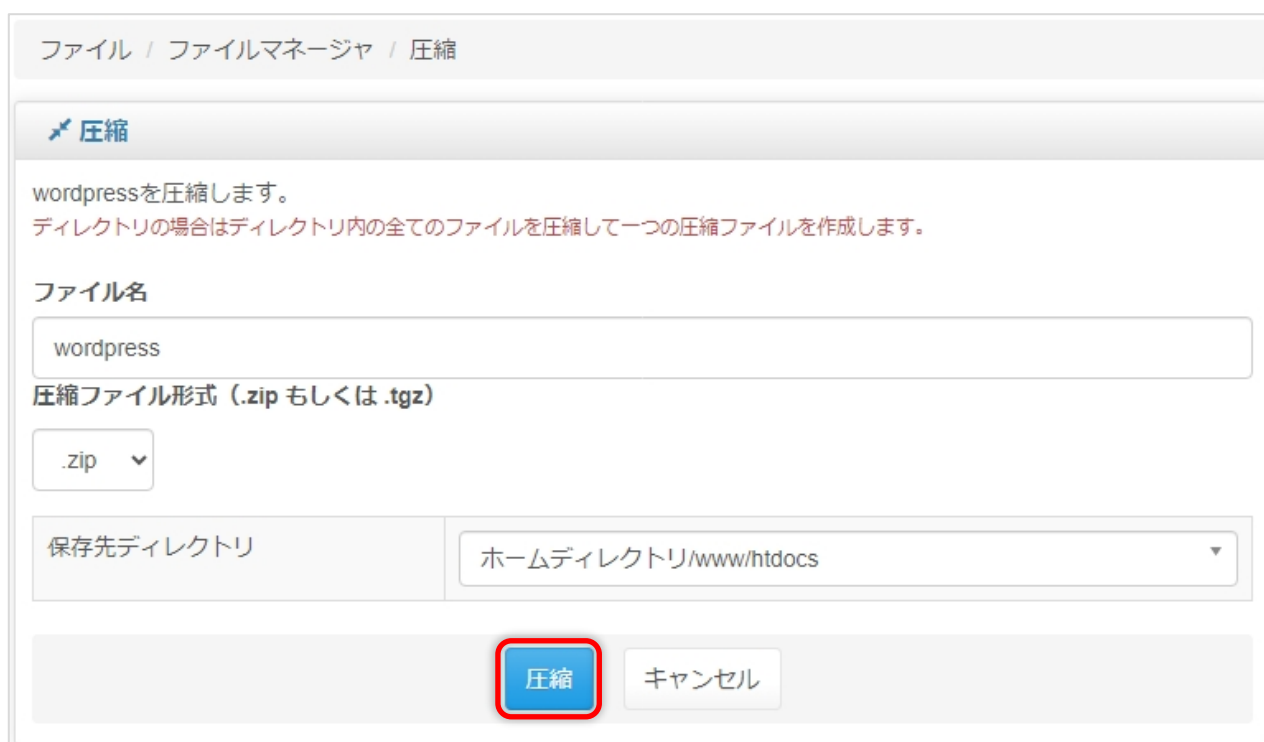 ファイル / ファイルマネージャ / 圧縮
圧縮
wordpressを圧縮します。
ディレクトリの場合はディレクトリ内の全てのファイルを圧縮して一つの圧縮ファイルを作成します。
ファイル名
wordpress
圧縮ファイル形式（.zip もしくは .tgz）
.zip
保存先ディレクトリ ホームディレクトリ/www/htdocs
圧縮 キャンセル